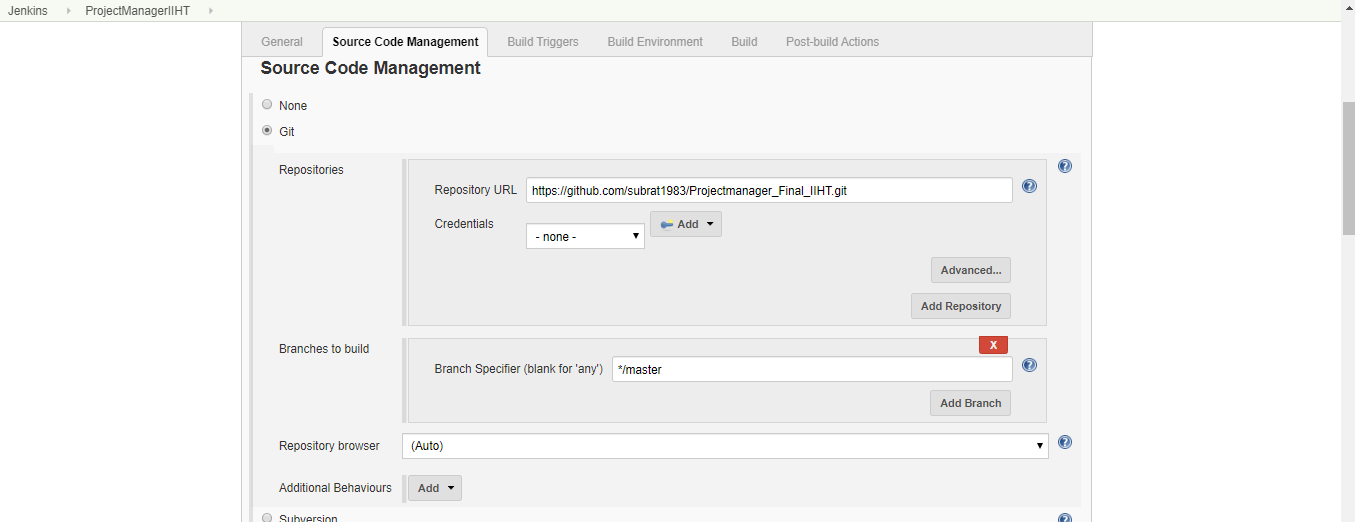 Jenkins ProjectManagerIIHT
General Source Code Management Build Triggers Build Environment Build Post-build Actions
Source Code Management
None
Git
Repositories
Repository URL https://github.com/subrat1983/Projectmanager_Final_IIHT.git
Credentials - none - Add
Advanced...
Add Repository
Branches to build X
Branch Specifier (blank for 'any') */master
Add Branch
Repository browser (Auto)
Additional Behaviours Add
Subversion